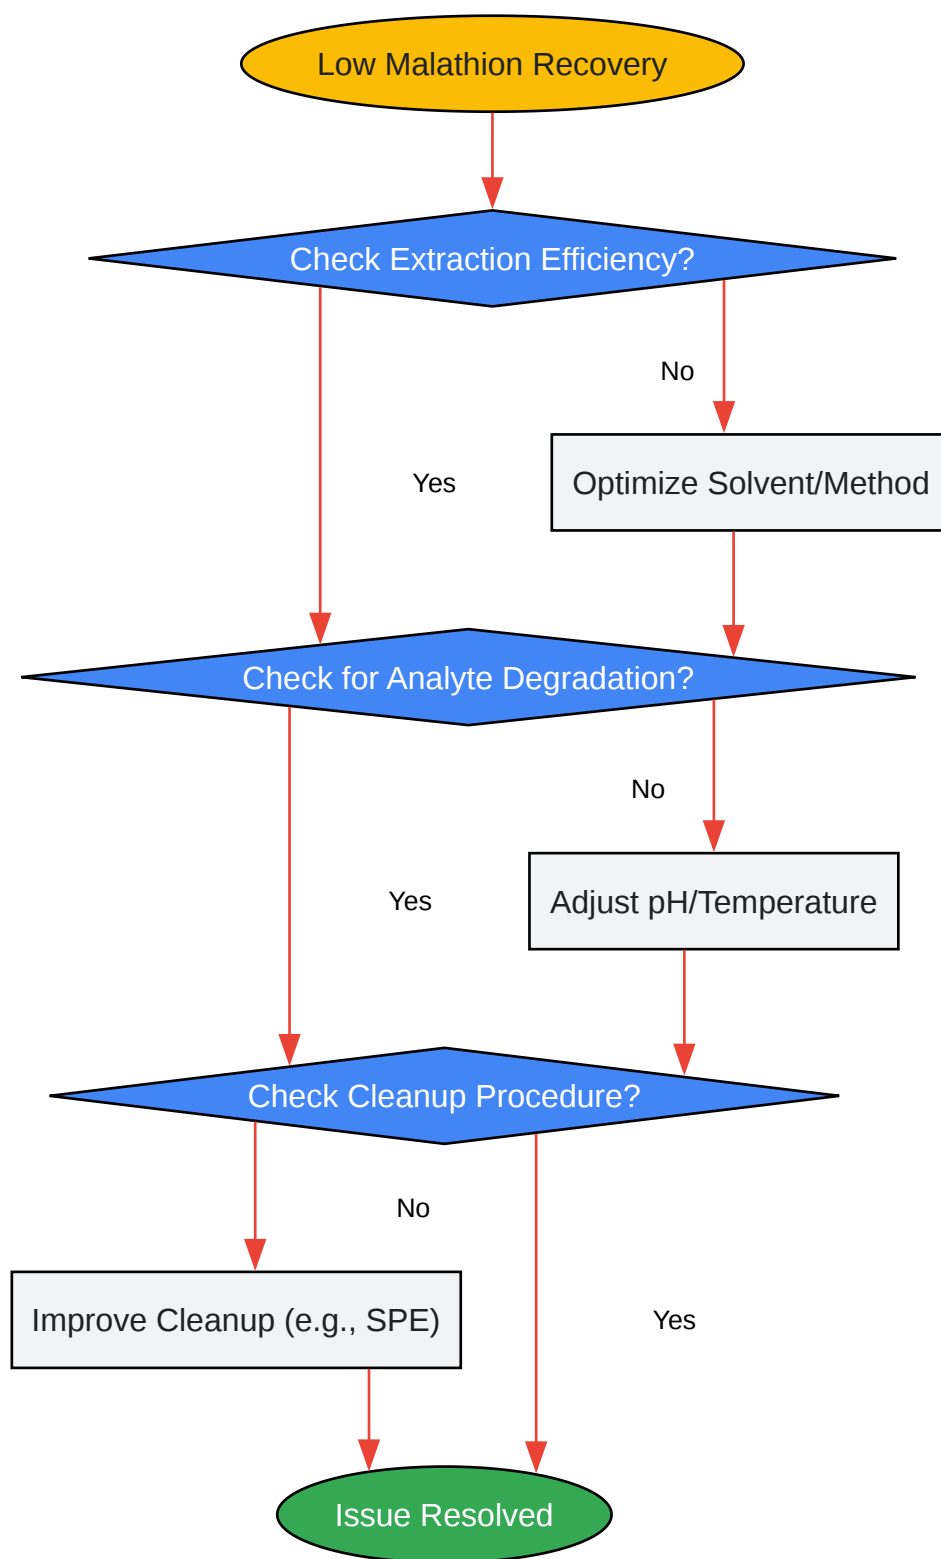 Low Malathion Recovery
Check Extraction Efficiency?
No
Yes
Optimize Solvent/Method
Check for Analyte Degradation?
No
Yes
Adjust pH/Temperature
Check Cleanup Procedure?
No
Improve Cleanup (e.g., SPE)
Yes
Issue Resolved